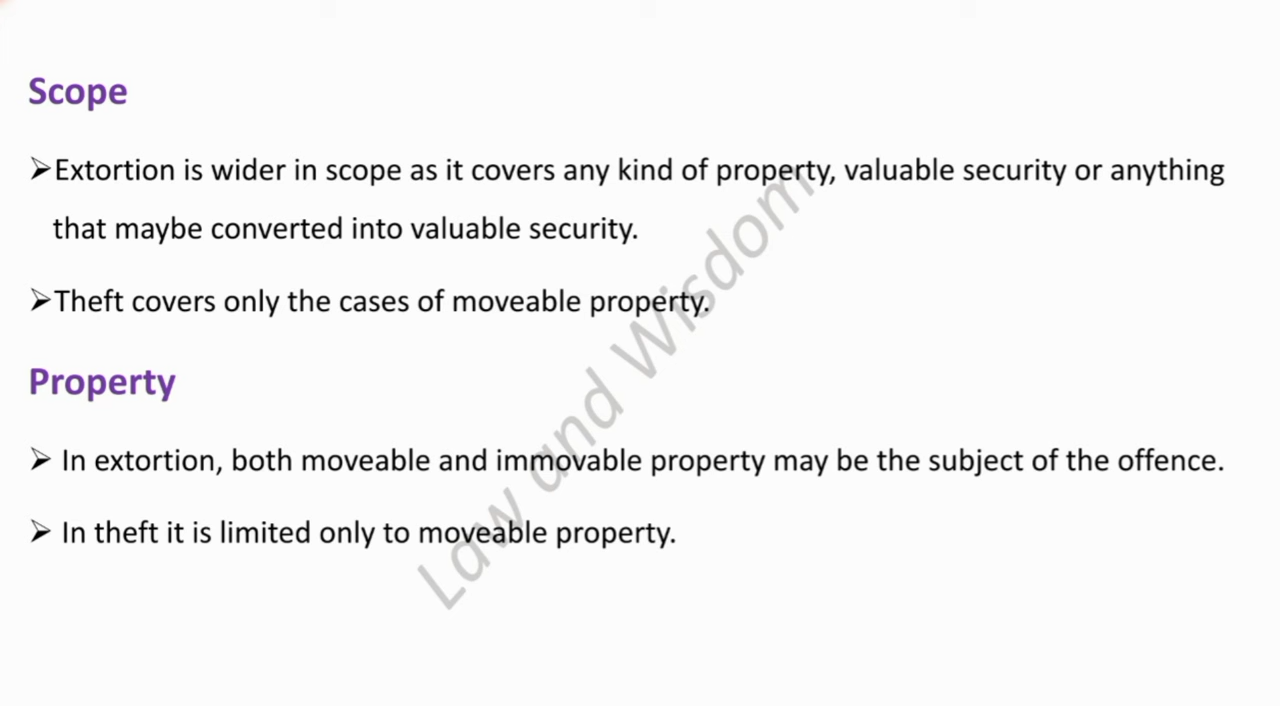 Scope
➢Extortion is wider in scope as it covers any kind of property, valuable security or anything
that maybe converted into valuable security.
➢Theft covers only the cases of moveable property.
Property
➢ In extortion, both moveable and immovable property may be the subject of the offence.
➢ In theft it is limited only to moveable property.
Law and Wisdom